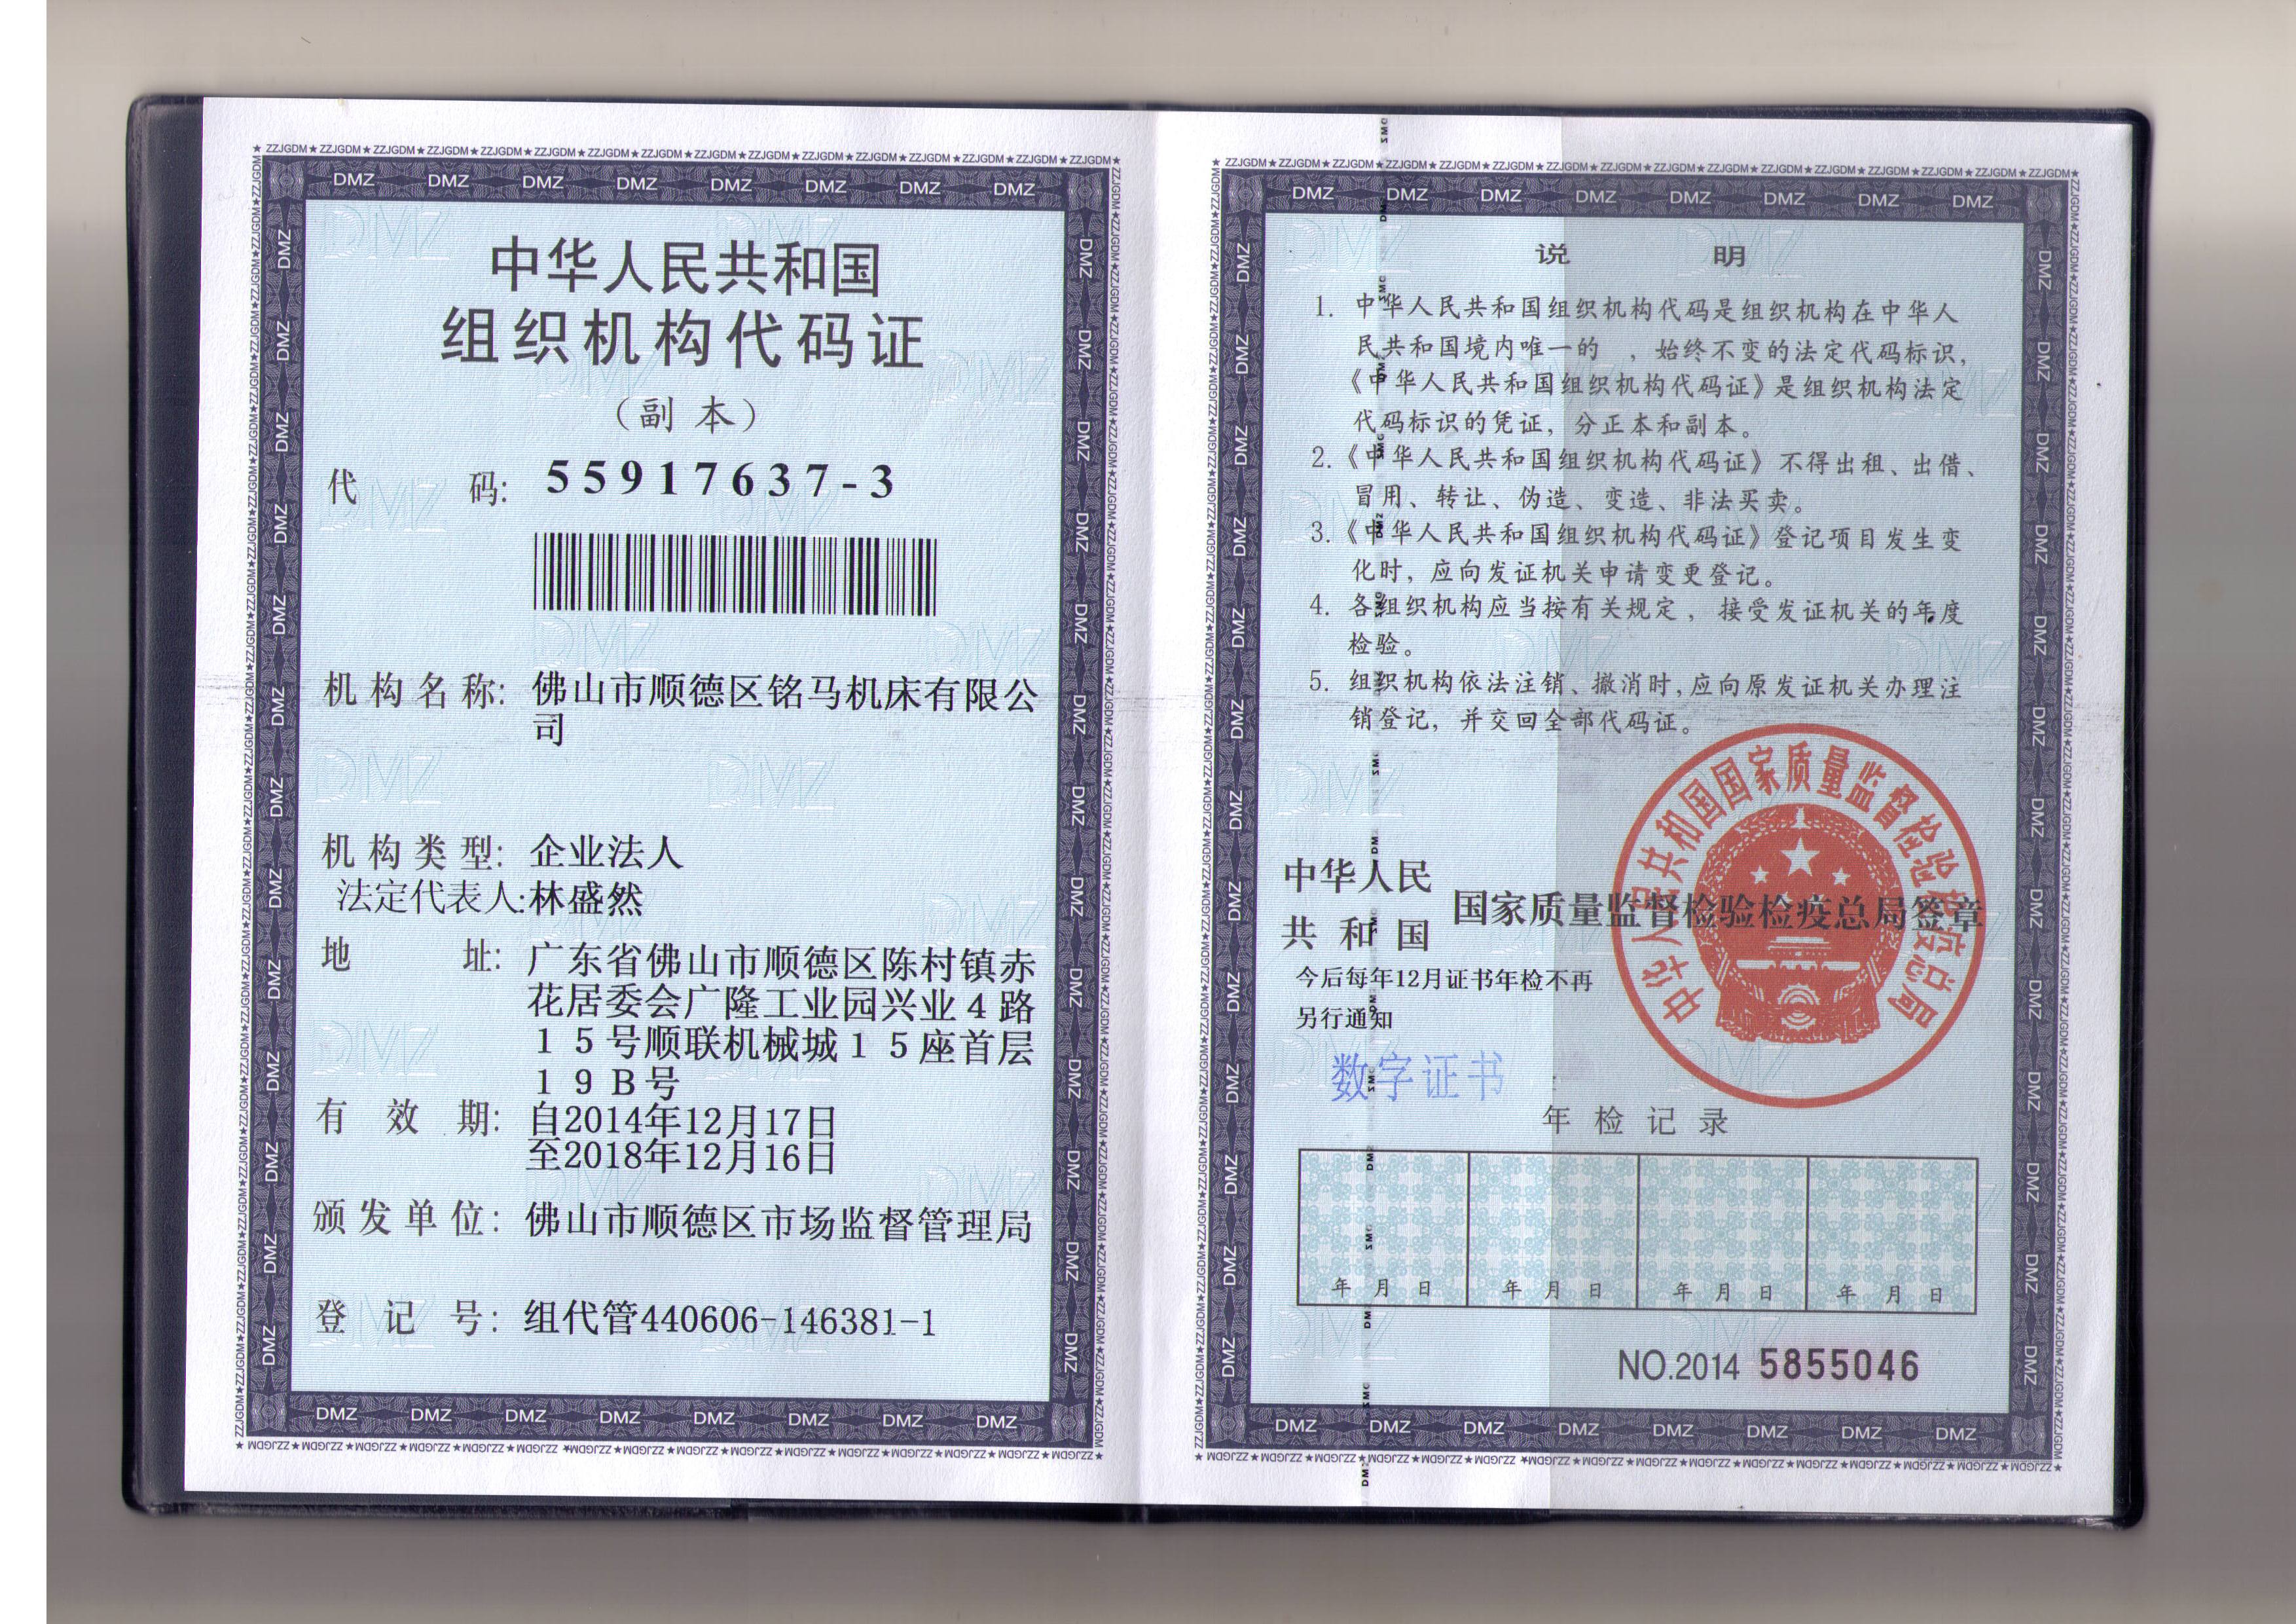 中华人民共和国
组织机构代码证
（副 本）
代 码: 55917637-3
机构名称: 佛山市顺德区铭马机床有限公
司
机构类型: 企业法人
法定代表人:林盛然
地 址: 广东省佛山市顺德区陈村镇赤
花居委会广隆工业园兴业4路
15号顺联机械城15座首层
19B号
有 效 期: 自2014年12月17日
至2018年12月16日
颁发单位: 佛山市顺德区市场监督管理局
登 记 号: 组代管440606-146381-1
说 明
1. 中华人民共和国组织机构代码是组织机构在中华人
民共和国境内唯一的 ，始终不变的法定代码标识，
《中华人民共和国组织机构代码证》是组织机构法定
代码标识的凭证，分正本和副本。
2.《中华人民共和国组织机构代码证》不得出租、出借、
冒用、转让、伪造、变造、非法买卖。
3.《中华人民共和国组织机构代码证》登记项目发生变
化时，应向发证机关申请变更登记。
4. 各组织机构应当按有关规定，接受发证机关的年度
检验。
5. 组织机构依法注销、撤消时,应向原发证机关办理注
销登记，并交回全部代码证。
中华人民共和国国家质量监督检验检疫总局
中华人民
共和国
国家质量监督检验检疫总局签章
今后每年12月证书年检不再
另行通知
数字证书
年检记录
年 月 日 年 月 日 年 月 日 年 月 日
NO.2014 5855046